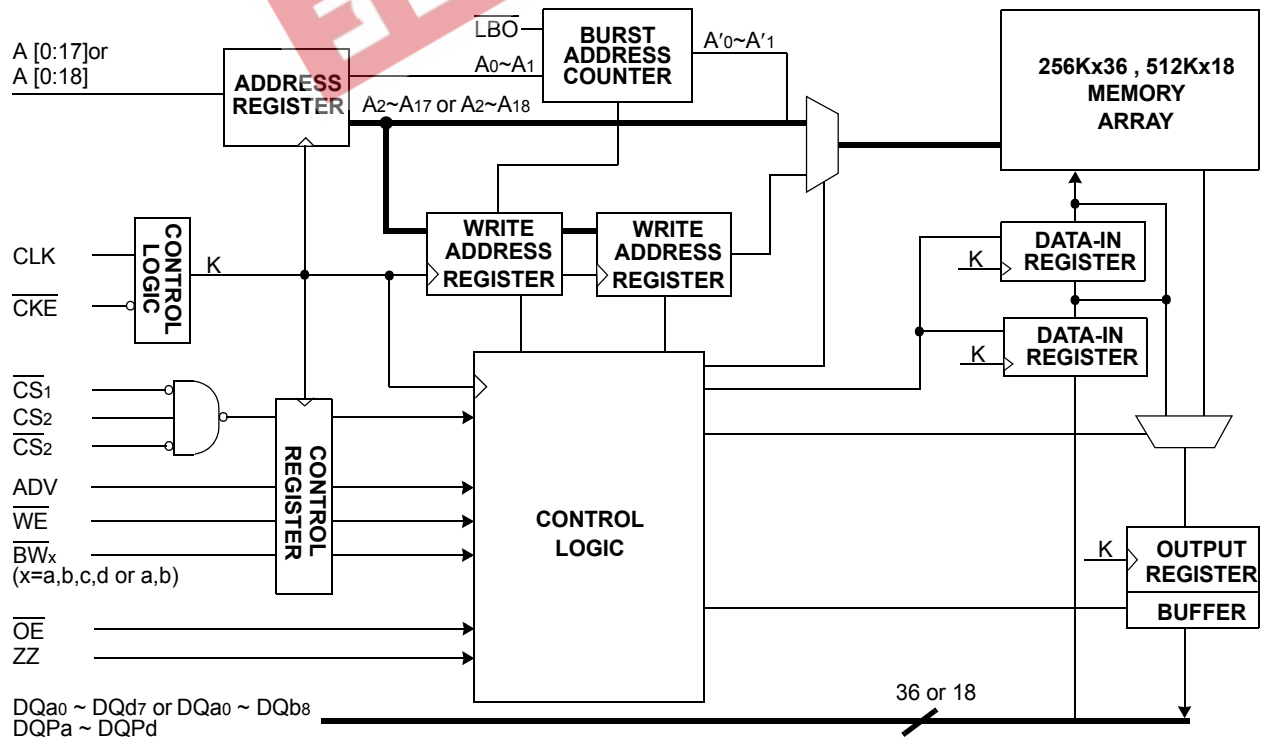 A [0:17]or
A [0:18]
ADDRESS
REGISTER
LBO
A0~A1
BURST
ADDRESS
COUNTER
A′0~A′1
A2~A17 or A2~A18
256Kx36 , 512Kx18
MEMORY
ARRAY
WRITE
ADDRESS
REGISTER
WRITE
ADDRESS
REGISTER
CLK
CKE
CONTROL
LOGIC
K
DATA-IN
REGISTER
K
DATA-IN
REGISTER
K
CS1
CS2
CS2
ADV
WE
BWx
(x=a,b,c,d or a,b)
OE
ZZ
CONTROL
REGISTER
CONTROL
LOGIC
K
OUTPUT
REGISTER
BUFFER
DQa0 ~ DQd7 or DQa0 ~ DQb8
DQPa ~ DQPd
36 or 18